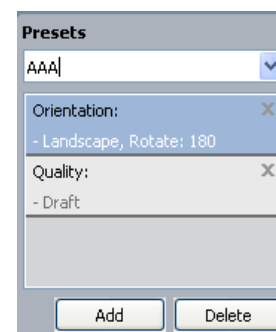 Presets
AAA
Orientation:
- Landscape, Rotate: 180
Quality:
- Draft
Add Delete